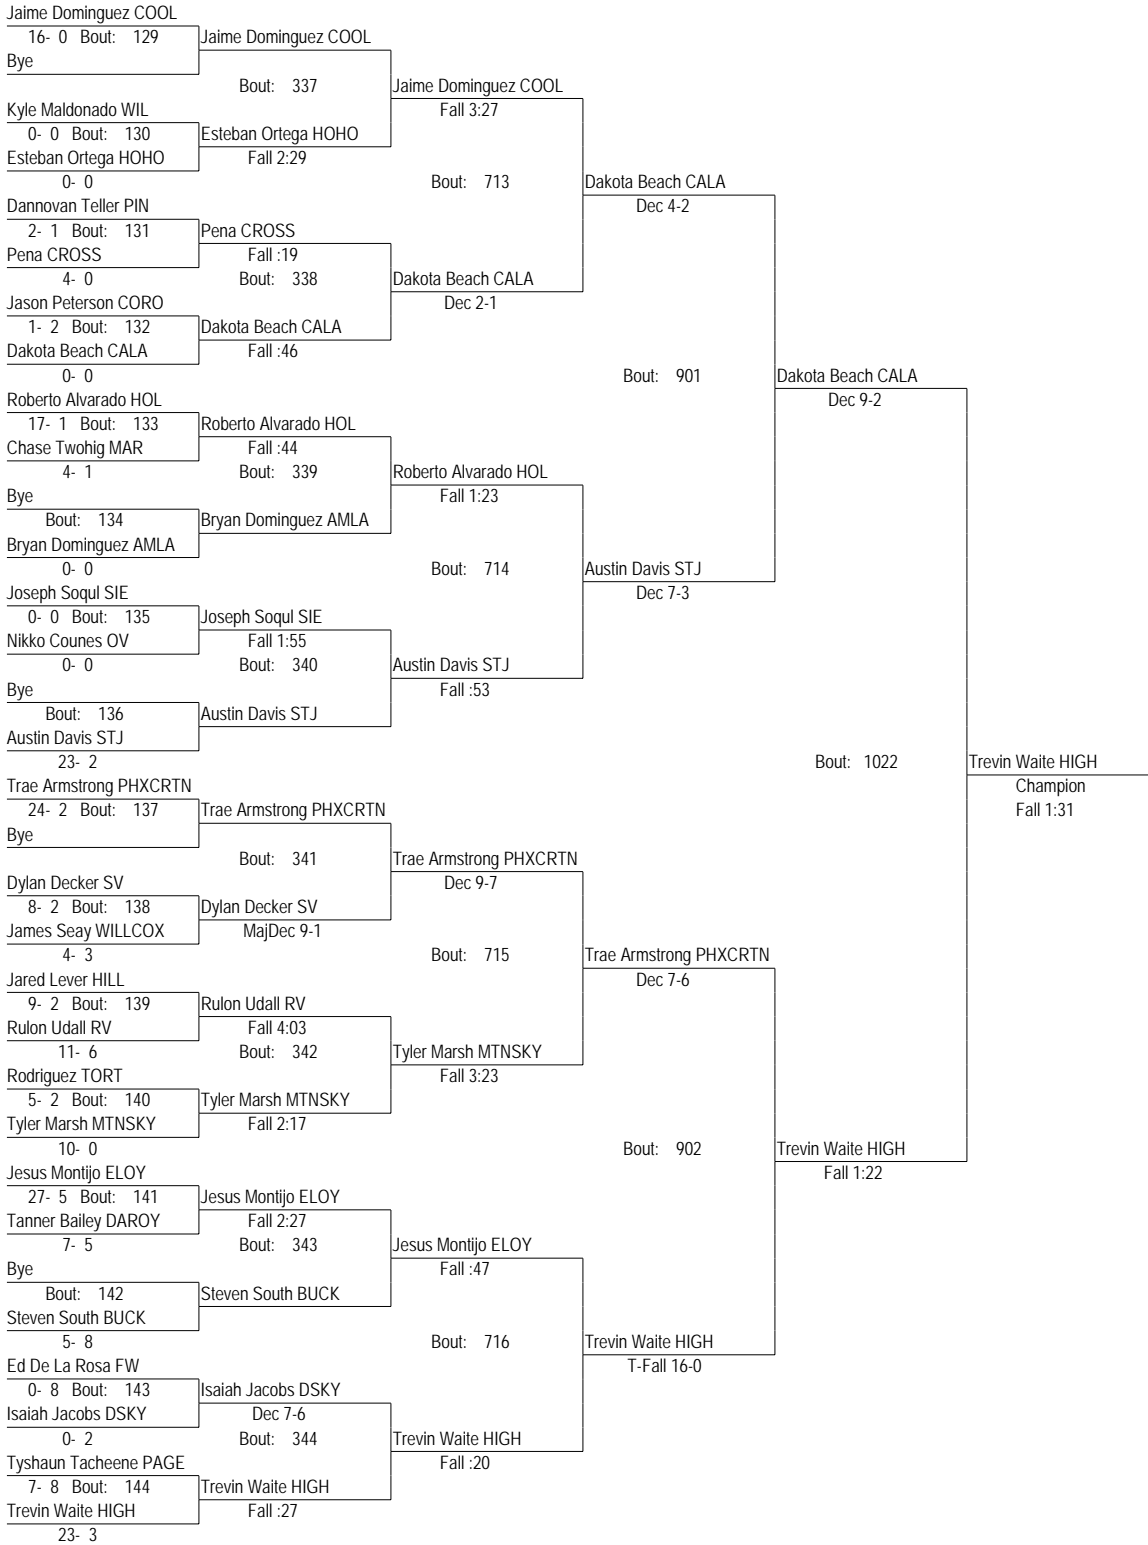 Jaime Dominguez COOL
16- 0 Bout: 129 Jaime Dominguez COOL
Bye
Bout: 337 Jaime Dominguez COOL
Kyle Maldonado WIL Fall 3:27
0- 0 Bout: 130 Esteban Ortega HOHO
Esteban Ortega HOHO Fall 2:29
0- 0 Bout: 713 Dakota Beach CALA
Dannovan Teller PIN Dec 4-2
2- 1 Bout: 131 Pena CROSS
Pena CROSS Fall :19
4- 0 Bout: 338 Dakota Beach CALA
Jason Peterson CORO Dec 2-1
1- 2 Bout: 132 Dakota Beach CALA
Dakota Beach CALA Fall :46
0- 0 Bout: 901 Dakota Beach CALA
Roberto Alvarado HOL Dec 9-2
17- 1 Bout: 133 Roberto Alvarado HOL
Chase Twohig MAR Fall :44
4- 1 Bout: 339 Roberto Alvarado HOL
Bye Fall 1:23
Bout: 134 Bryan Dominguez AMLA
Bryan Dominguez AMLA
0- 0 Bout: 714 Austin Davis STJ
Joseph Soqul SIE Dec 7-3
0- 0 Bout: 135 Joseph Soqul SIE
Nikko Counes OV Fall 1:55
0- 0 Bout: 340 Austin Davis STJ
Bye Fall :53
Bout: 136 Austin Davis STJ
Austin Davis STJ
23- 2 Bout: 1022 Trevin Waite HIGH
Trae Armstrong PHXCRTN Champion
24- 2 Bout: 137 Trae Armstrong PHXCRTN Fall 1:31
Bye
Bout: 341 Trae Armstrong PHXCRTN
Dylan Decker SV Dec 9-7
8- 2 Bout: 138 Dylan Decker SV
James Seay WILLCOX MajDec 9-1
4- 3 Bout: 715 Trae Armstrong PHXCRTN
Jared Lever HILL Dec 7-6
9- 2 Bout: 139 Rulon Udall RV
Rulon Udall RV Fall 4:03
11- 6 Bout: 342 Tyler Marsh MTNSKY
Rodriguez TORT Fall 3:23
5- 2 Bout: 140 Tyler Marsh MTNSKY
Tyler Marsh MTNSKY Fall 2:17
10- 0 Bout: 902 Trevin Waite HIGH
Jesus Montijo ELOY Fall 1:22
27- 5 Bout: 141 Jesus Montijo ELOY
Tanner Bailey DAROY Fall 2:27
7- 5 Bout: 343 Jesus Montijo ELOY
Bye Fall :47
Bout: 142 Steven South BUCK
Steven South BUCK
5- 8 Bout: 716 Trevin Waite HIGH
Ed De La Rosa FW T-Fall 16-0
0- 8 Bout: 143 Isaiah Jacobs DSKY
Isaiah Jacobs DSKY Dec 7-6
0- 2 Bout: 344 Trevin Waite HIGH
Tyshaun Tacheene PAGE Fall :20
7- 8 Bout: 144 Trevin Waite HIGH
Trevin Waite HIGH Fall :27
23- 3